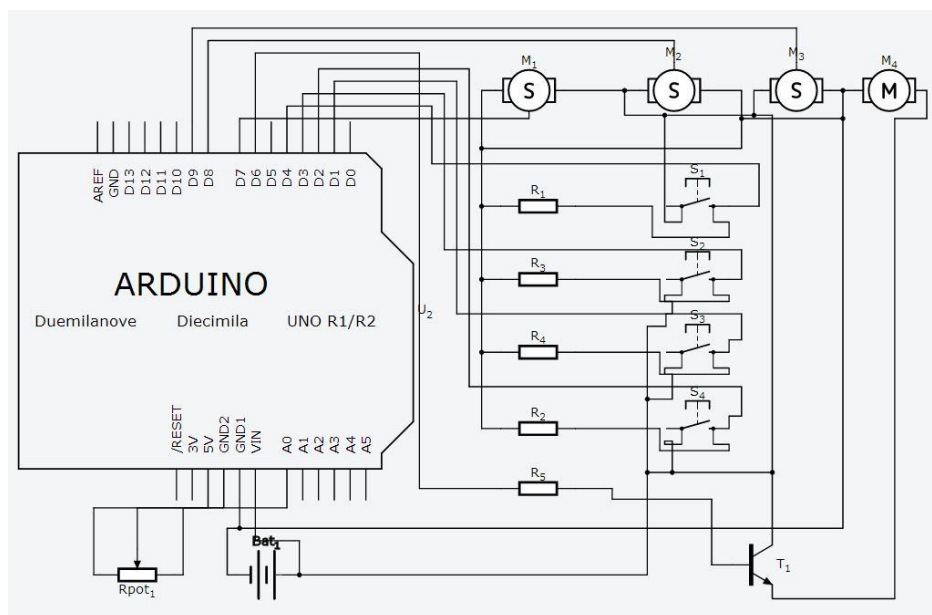 M1
M2
M3
M4
S
S
S
M
AREF
GND
D13
D12
D11
D10
D9
D8
D7
D6
D5
D4
D3
D2
D1
D0
S1
R1
S2
R3
ARDUINO
U2
Duemilanove
Diecimila
UNO R1/R2
S3
R4
S4
R2
/RESET
3V
5V
GND2
GND1
VIN
A0
A1
A2
A3
A4
A5
R5
Bat1
T1
Rpot1